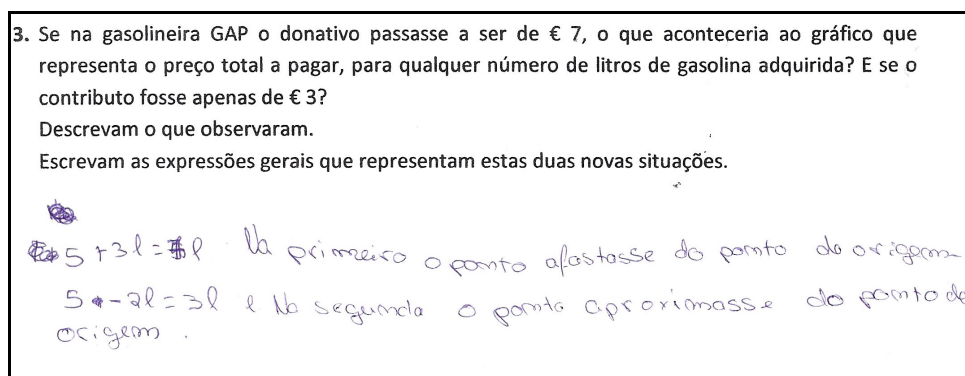 3. Se na gasolineira GAP o donativo passasse a ser de € 7, o que aconteceria ao gráfico que
representa o preço total a pagar, para qualquer número de litros de gasolina adquirida? E se o
contributo fosse apenas de € 3?
Descrevam o que observaram.
Escrevam as expressões gerais que representam estas duas novas situações.
5 + 3l = l Na primeiro o ponto afastasse do ponto do origem
5 - 2l = 3l e No segunda o ponto aproximasse do ponto de
origem.